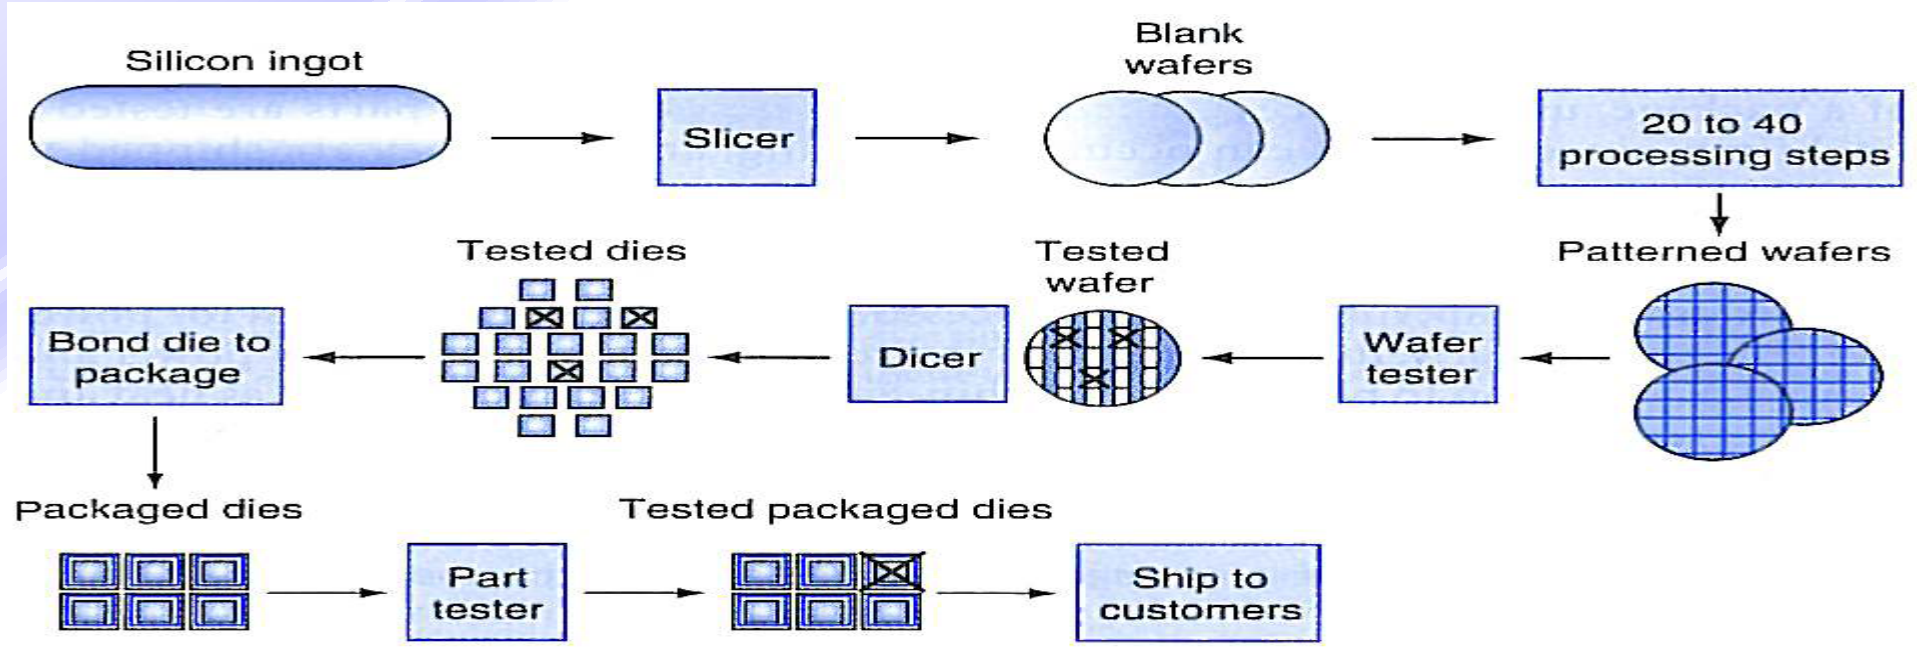 Silicon ingot
Slicer
Blank
wafers
20 to 40
processing steps
Patterned wafers
Wafer
tester
Tested
wafer
Dicer
Tested dies
Bond die to
package
Packaged dies
Part
tester
Tested packaged dies
Ship to
customers